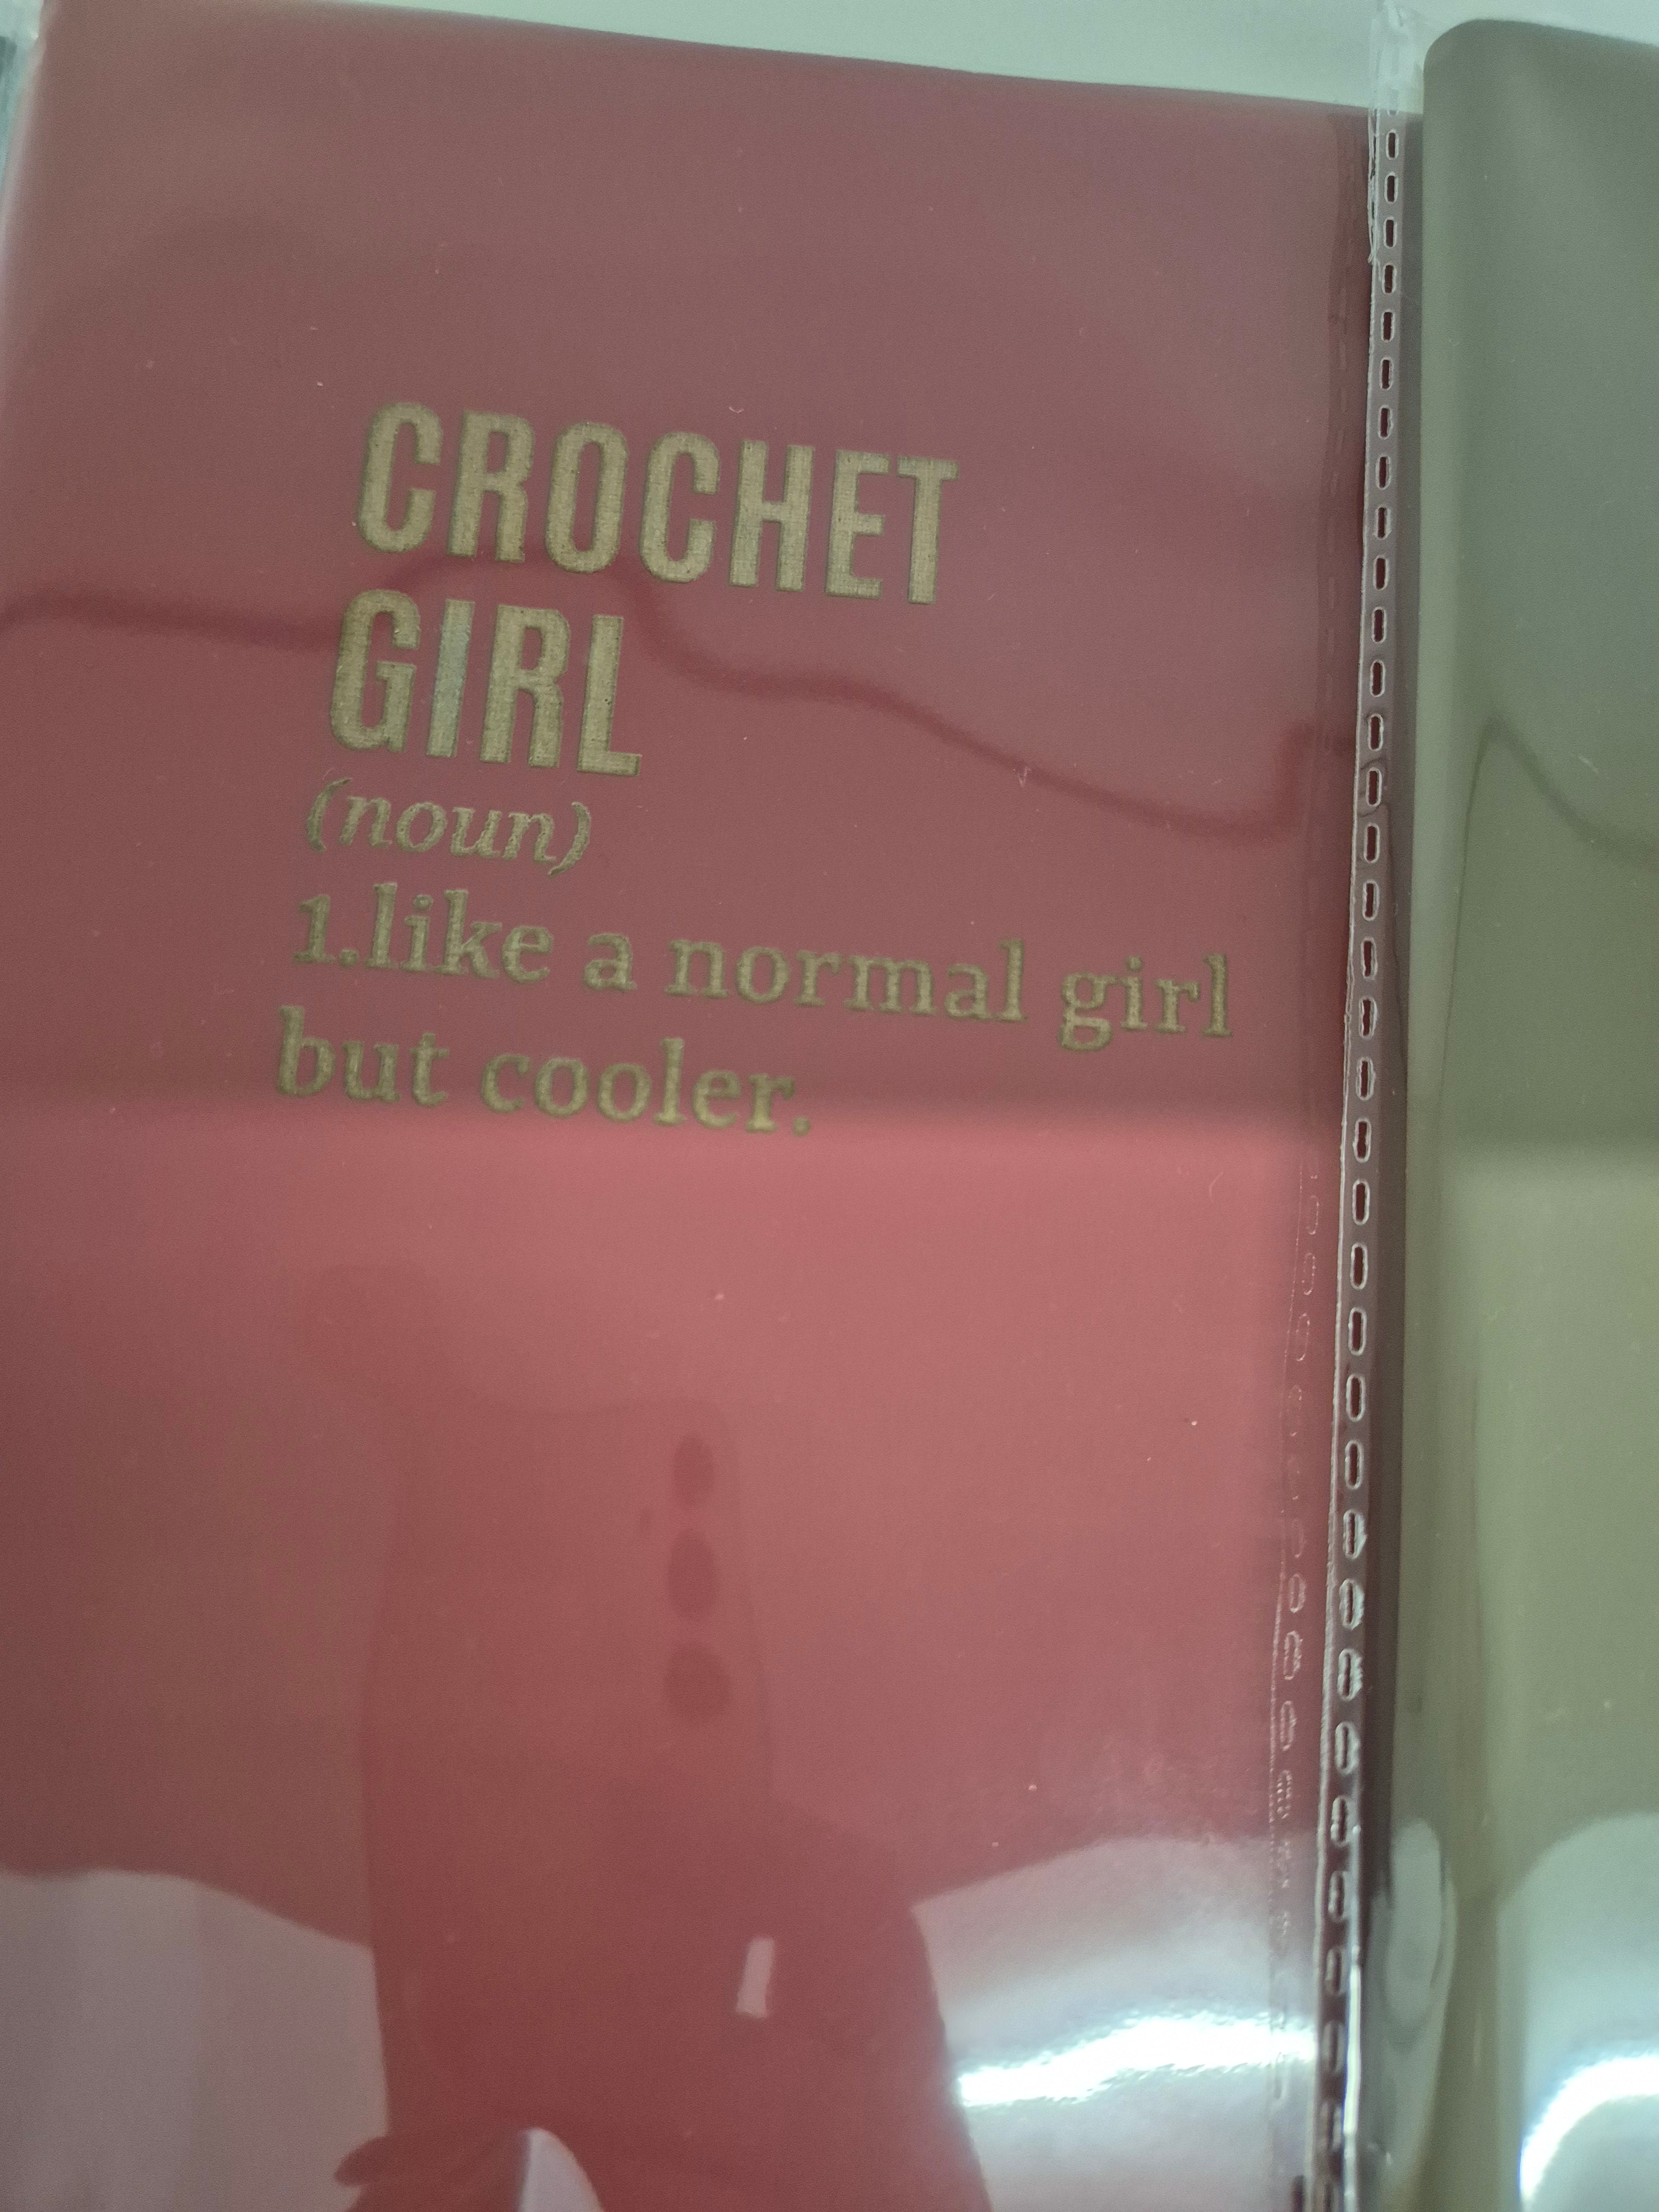 CROCHET
GIRL
(noun)
1.like a normal girl
but cooler.